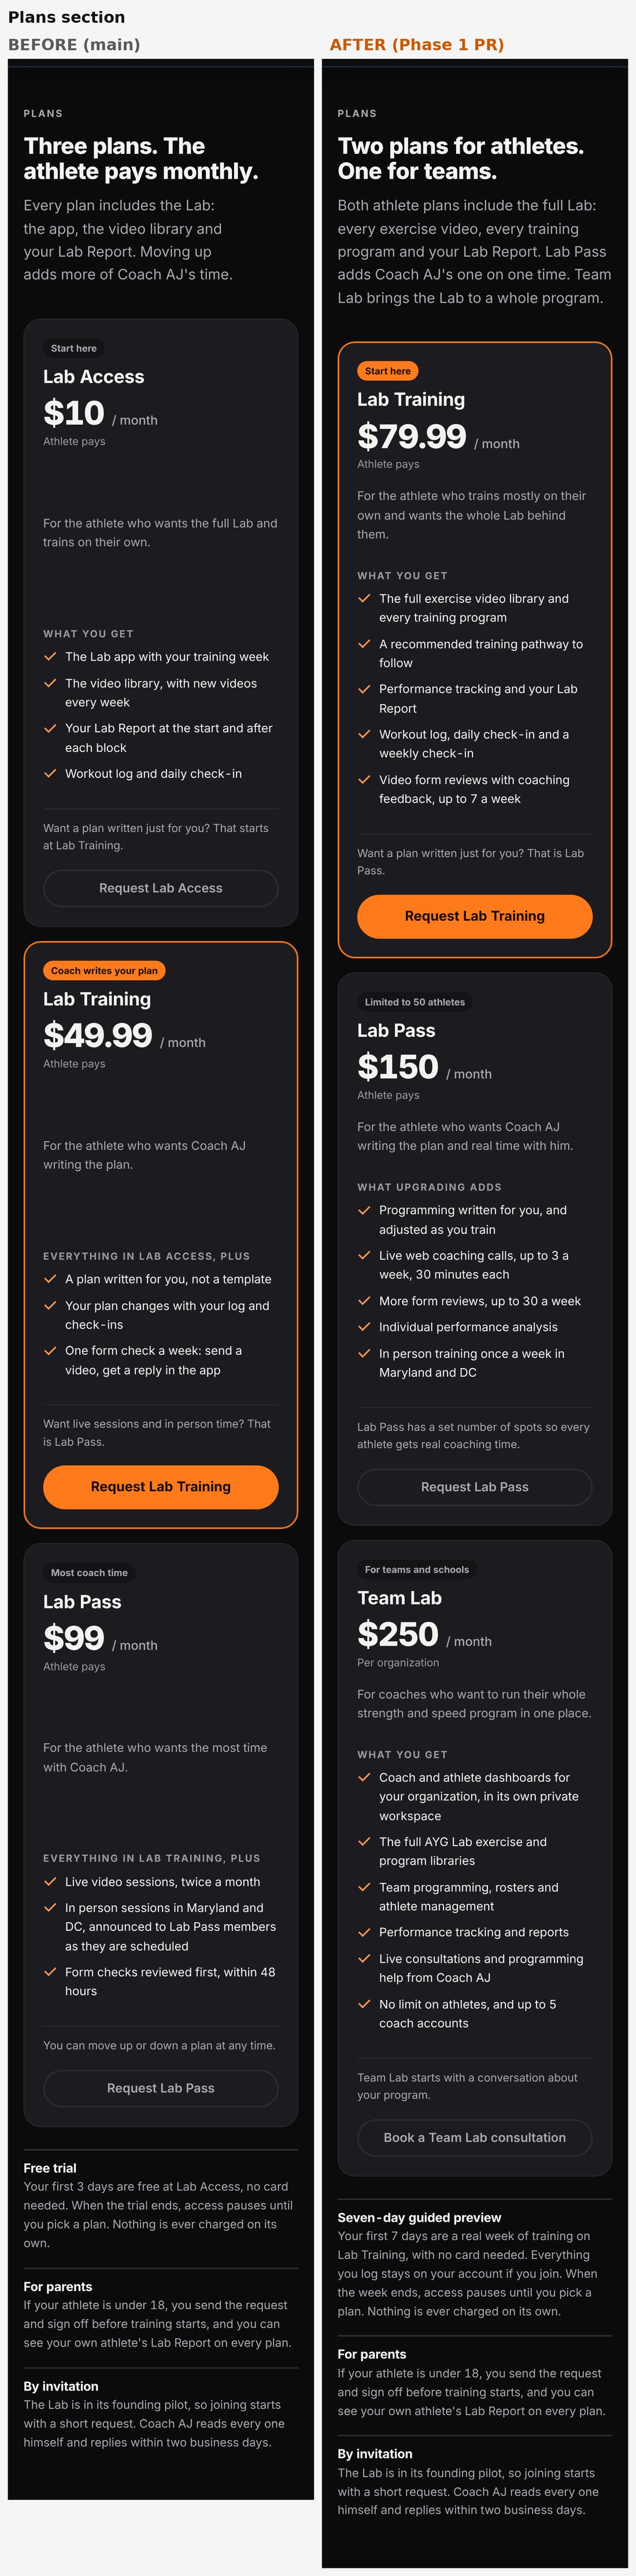 Plans section
BEFORE (main)
PLANS
Three plans. The
athlete pays monthly.
Every plan includes the Lab:
the app, the video library and
your Lab Report. Moving up
adds more of Coach AJ's time.
Start here
Lab Access
$10 / month
Athlete pays
For the athlete who wants the full Lab and
trains on their own.
WHAT YOU GET
The Lab app with your training week
The video library, with new videos
every week
Your Lab Report at the start and after
each block
Workout log and daily check-in
Want a plan written just for you? That starts
at Lab Training.
Request Lab Access
Coach writes your plan
Lab Training
$49.99 / month
Athlete pays
For the athlete who wants Coach AJ
writing the plan.
EVERYTHING IN LAB ACCESS, PLUS
A plan written for you, not a template
Your plan changes with your log and
check-ins
One form check a week: send a
video, get a reply in the app
Want live sessions and in person time? That
is Lab Pass.
Request Lab Training
Most coach time
Lab Pass
$99 / month
Athlete pays
For the athlete who wants the most time
with Coach AJ.
EVERYTHING IN LAB TRAINING, PLUS
Live video sessions, twice a month
In person sessions in Maryland and
DC, announced to Lab Pass members
as they are scheduled
Form checks reviewed first, within 48
hours
You can move up or down a plan at any time.
Request Lab Pass
Free trial
Your first 3 days are free at Lab Access, no card
needed. When the trial ends, access pauses until
you pick a plan. Nothing is ever charged on its
own.
For parents
If your athlete is under 18, you send the request
and sign off before training starts, and you can
see your own athlete's Lab Report on every plan.
By invitation
The Lab is in its founding pilot, so joining starts
with a short request. Coach AJ reads every one
himself and replies within two business days.
AFTER (Phase 1 PR)
PLANS
Two plans for athletes.
One for teams.
Both athlete plans include the full Lab:
every exercise video, every training
program and your Lab Report. Lab Pass
adds Coach AJ's one on one time. Team
Lab brings the Lab to a whole program.
Start here
Lab Training
$79.99 / month
Athlete pays
For the athlete who trains mostly on their
own and wants the whole Lab behind
them.
WHAT YOU GET
The full exercise video library and
every training program
A recommended training pathway to
follow
Performance tracking and your Lab
Report
Workout log, daily check-in and a
weekly check-in
Video form reviews with coaching
feedback, up to 7 a week
Want a plan written just for you? That is Lab
Pass.
Request Lab Training
Limited to 50 athletes
Lab Pass
$150 / month
Athlete pays
For the athlete who wants Coach AJ
writing the plan and real time with him.
WHAT UPGRADING ADDS
Programming written for you, and
adjusted as you train
Live web coaching calls, up to 3 a
week, 30 minutes each
More form reviews, up to 30 a week
Individual performance analysis
In person training once a week in
Maryland and DC
Lab Pass has a set number of spots so every
athlete gets real coaching time.
Request Lab Pass
For teams and schools
Team Lab
$250 / month
Per organization
For coaches who want to run their whole
strength and speed program in one place.
WHAT YOU GET
Coach and athlete dashboards for
your organization, in its own private
workspace
The full AYG Lab exercise and
program libraries
Team programming, rosters and
athlete management
Performance tracking and reports
Live consultations and programming
help from Coach AJ
No limit on athletes, and up to 5
coach accounts
Team Lab starts with a conversation about
your program.
Book a Team Lab consultation
Seven-day guided preview
Your first 7 days are a real week of training on
Lab Training, with no card needed. Everything
you log stays on your account if you join. When
the week ends, access pauses until you pick a
plan. Nothing is ever charged on its own.
For parents
If your athlete is under 18, you send the request
and sign off before training starts, and you can
see your own athlete's Lab Report on every plan.
By invitation
The Lab is in its founding pilot, so joining starts
with a short request. Coach AJ reads every one
himself and replies within two business days.